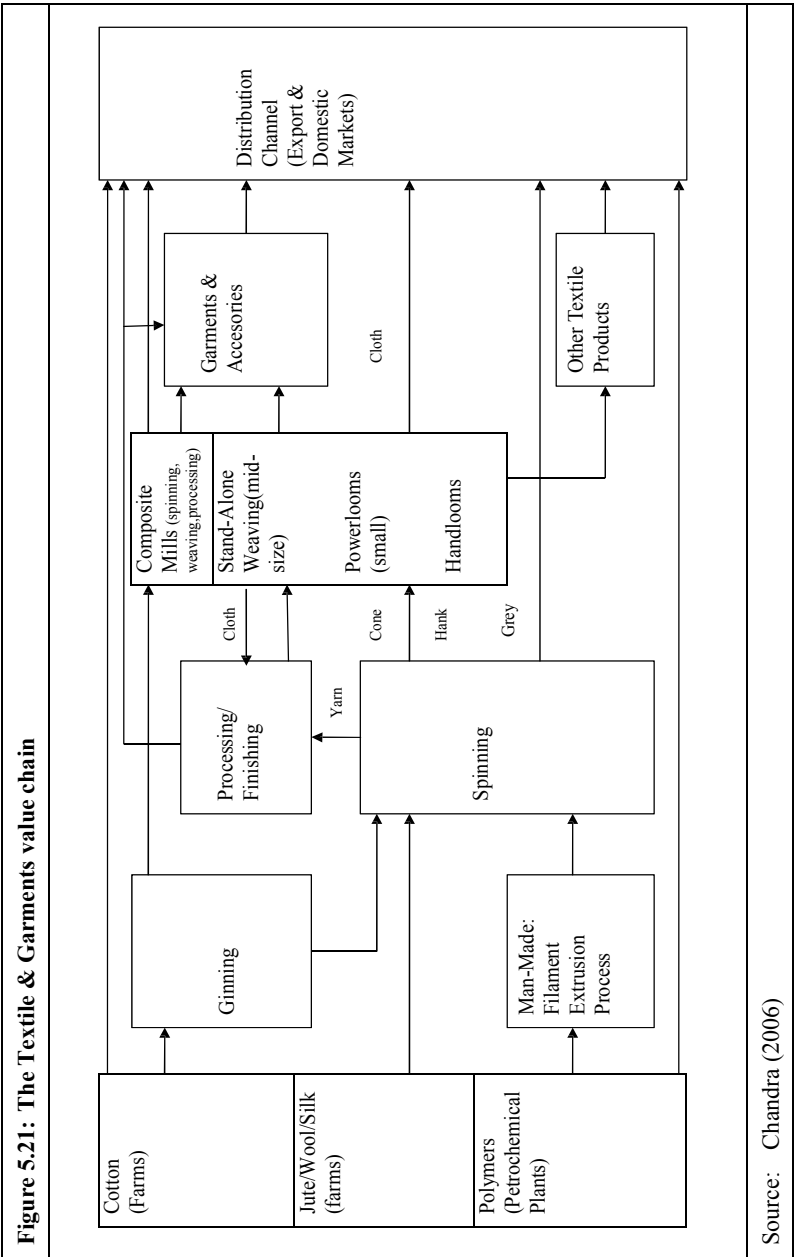 Figure 5.21: The Textile & Garments value chain
Cotton
(Farms)
Jute/Wool/Silk
(farms)
Polymers
(Petrochemical
Plants)
Ginning
Man-Made:
Filament
Extrusion
Process
Processing/
Finishing
Yarn
Spinning
Cloth
Cone
Hank
Grey
Composite
Mills (spinning,
weaving,processing)
Stand-Alone
Weaving(mid-
size)
Powerlooms
(small)
Handlooms
Garments &
Accesories
Cloth
Other Textile
Products
Distribution
Channel
(Export &
Domestic
Markets)
Source: Chandra (2006)